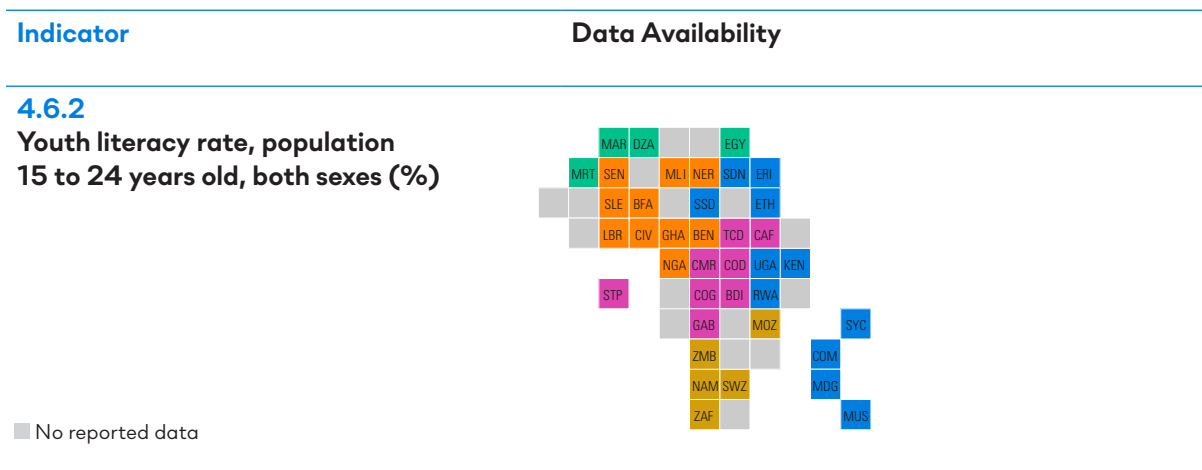 Indicator Data Availability
4.6.2
Youth literacy rate, population
15 to 24 years old, both sexes (%)
MAR DZA EGY
MRT SEN MLI NER SDN ERI
SLE BFA SSD ETH
LBR CIV GHA BEN TCD CAF
NGA CMR COD UGA KEN
STP COG BDI RWA
GAB MOZ SYC
ZMB COM
NAM SWZ MDG
ZAF MUS
No reported data